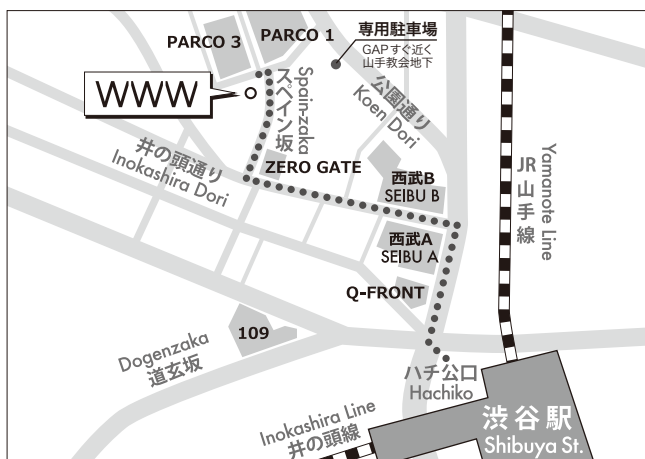 PARCO 3
PARCO 1
専用駐車場
GAPすぐ近く
山手教会地下
WWW
スペイン坂
Spain-zaka
公園通り
Koen Dori
井の頭通り
Inokashira Dori
ZERO GATE
西武B
SEIBU B
西武A
SEIBU A
Q-FRONT
JR山手線
Yamanote Line
109
Dogenzaka
道玄坂
ハチ公口
Hachiko
Inokashira Line
井の頭線
渋谷駅
Shibuya St.